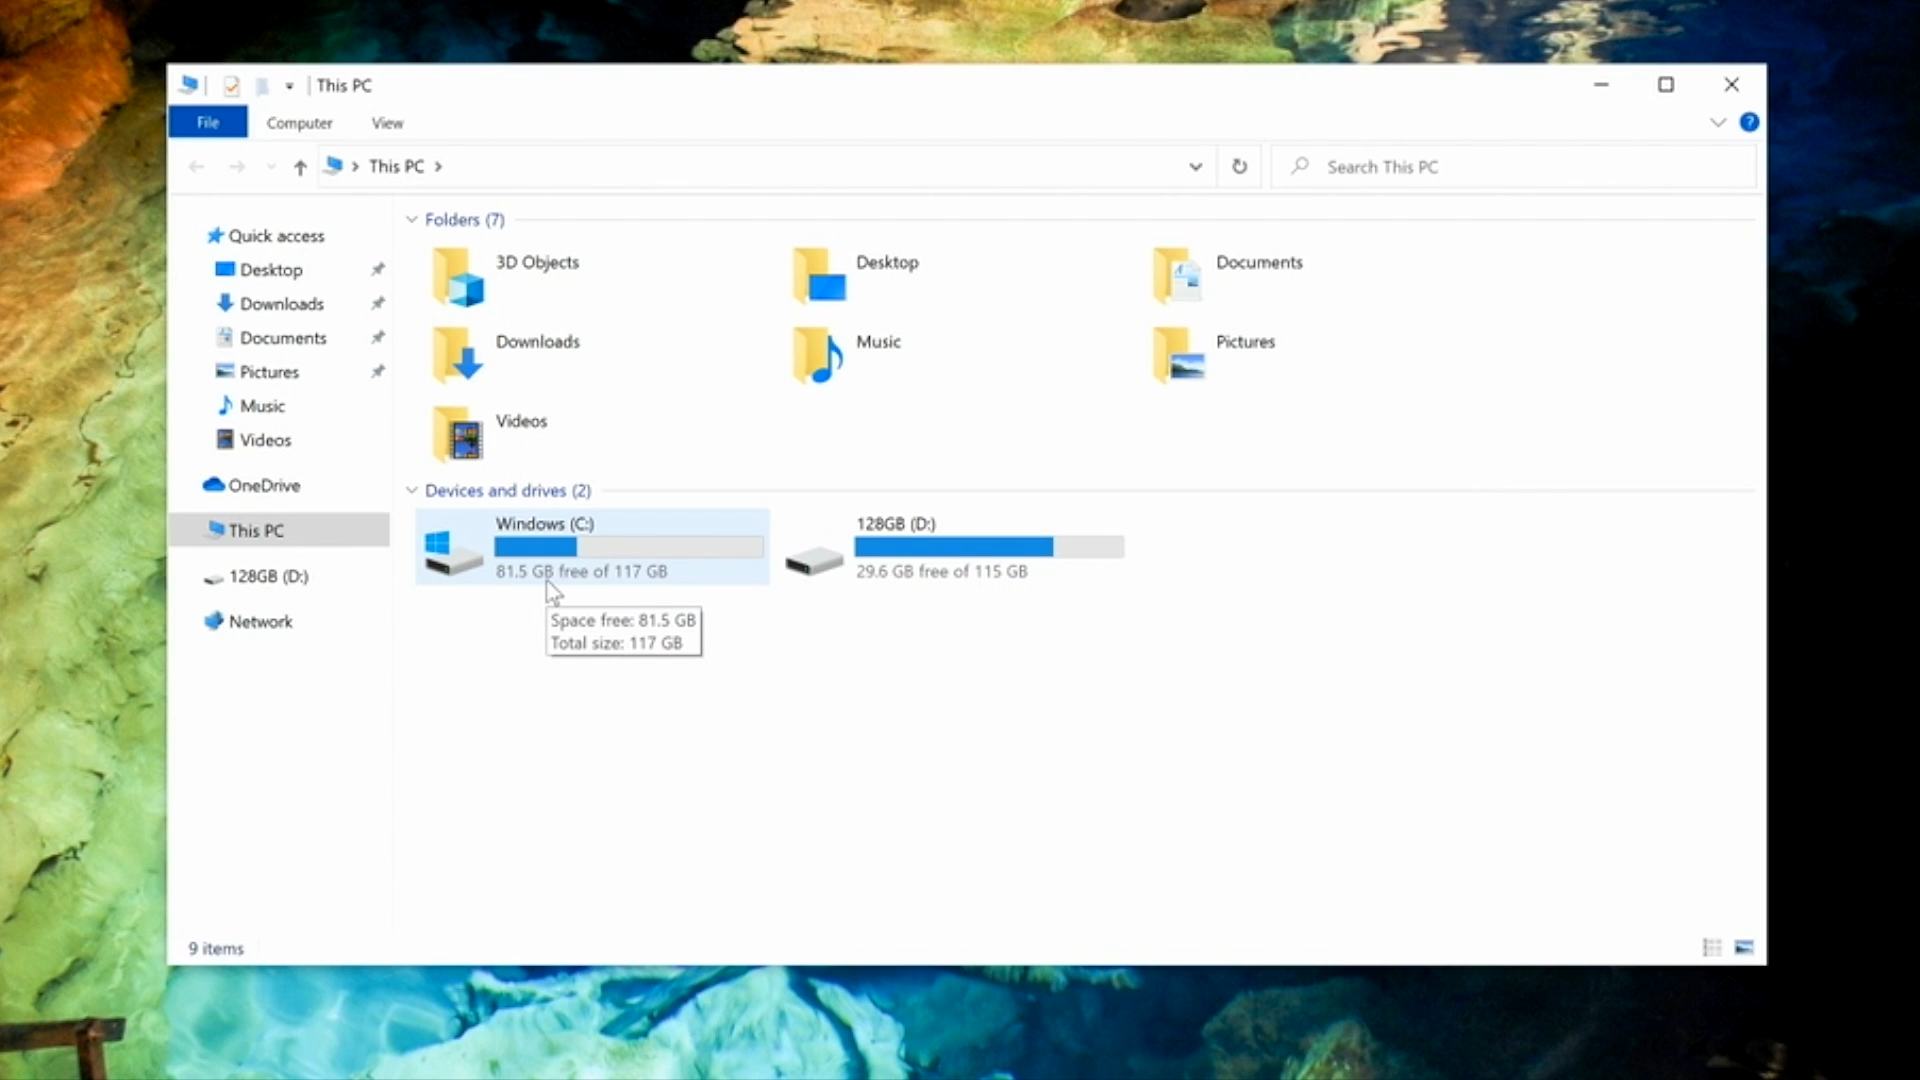 This PC
File Computer View
This PC
Search This PC
Quick access
Desktop
Downloads
Documents
Pictures
Music
Videos
OneDrive
This PC
128GB (D:)
Network
Folders (7)
3D Objects Desktop Documents
Downloads Music Pictures
Videos
Devices and drives (2)
Windows (C:)
81.5 GB free of 117 GB
128GB (D:)
29.6 GB free of 115 GB
Space free: 81.5 GB
Total size: 117 GB
9 items